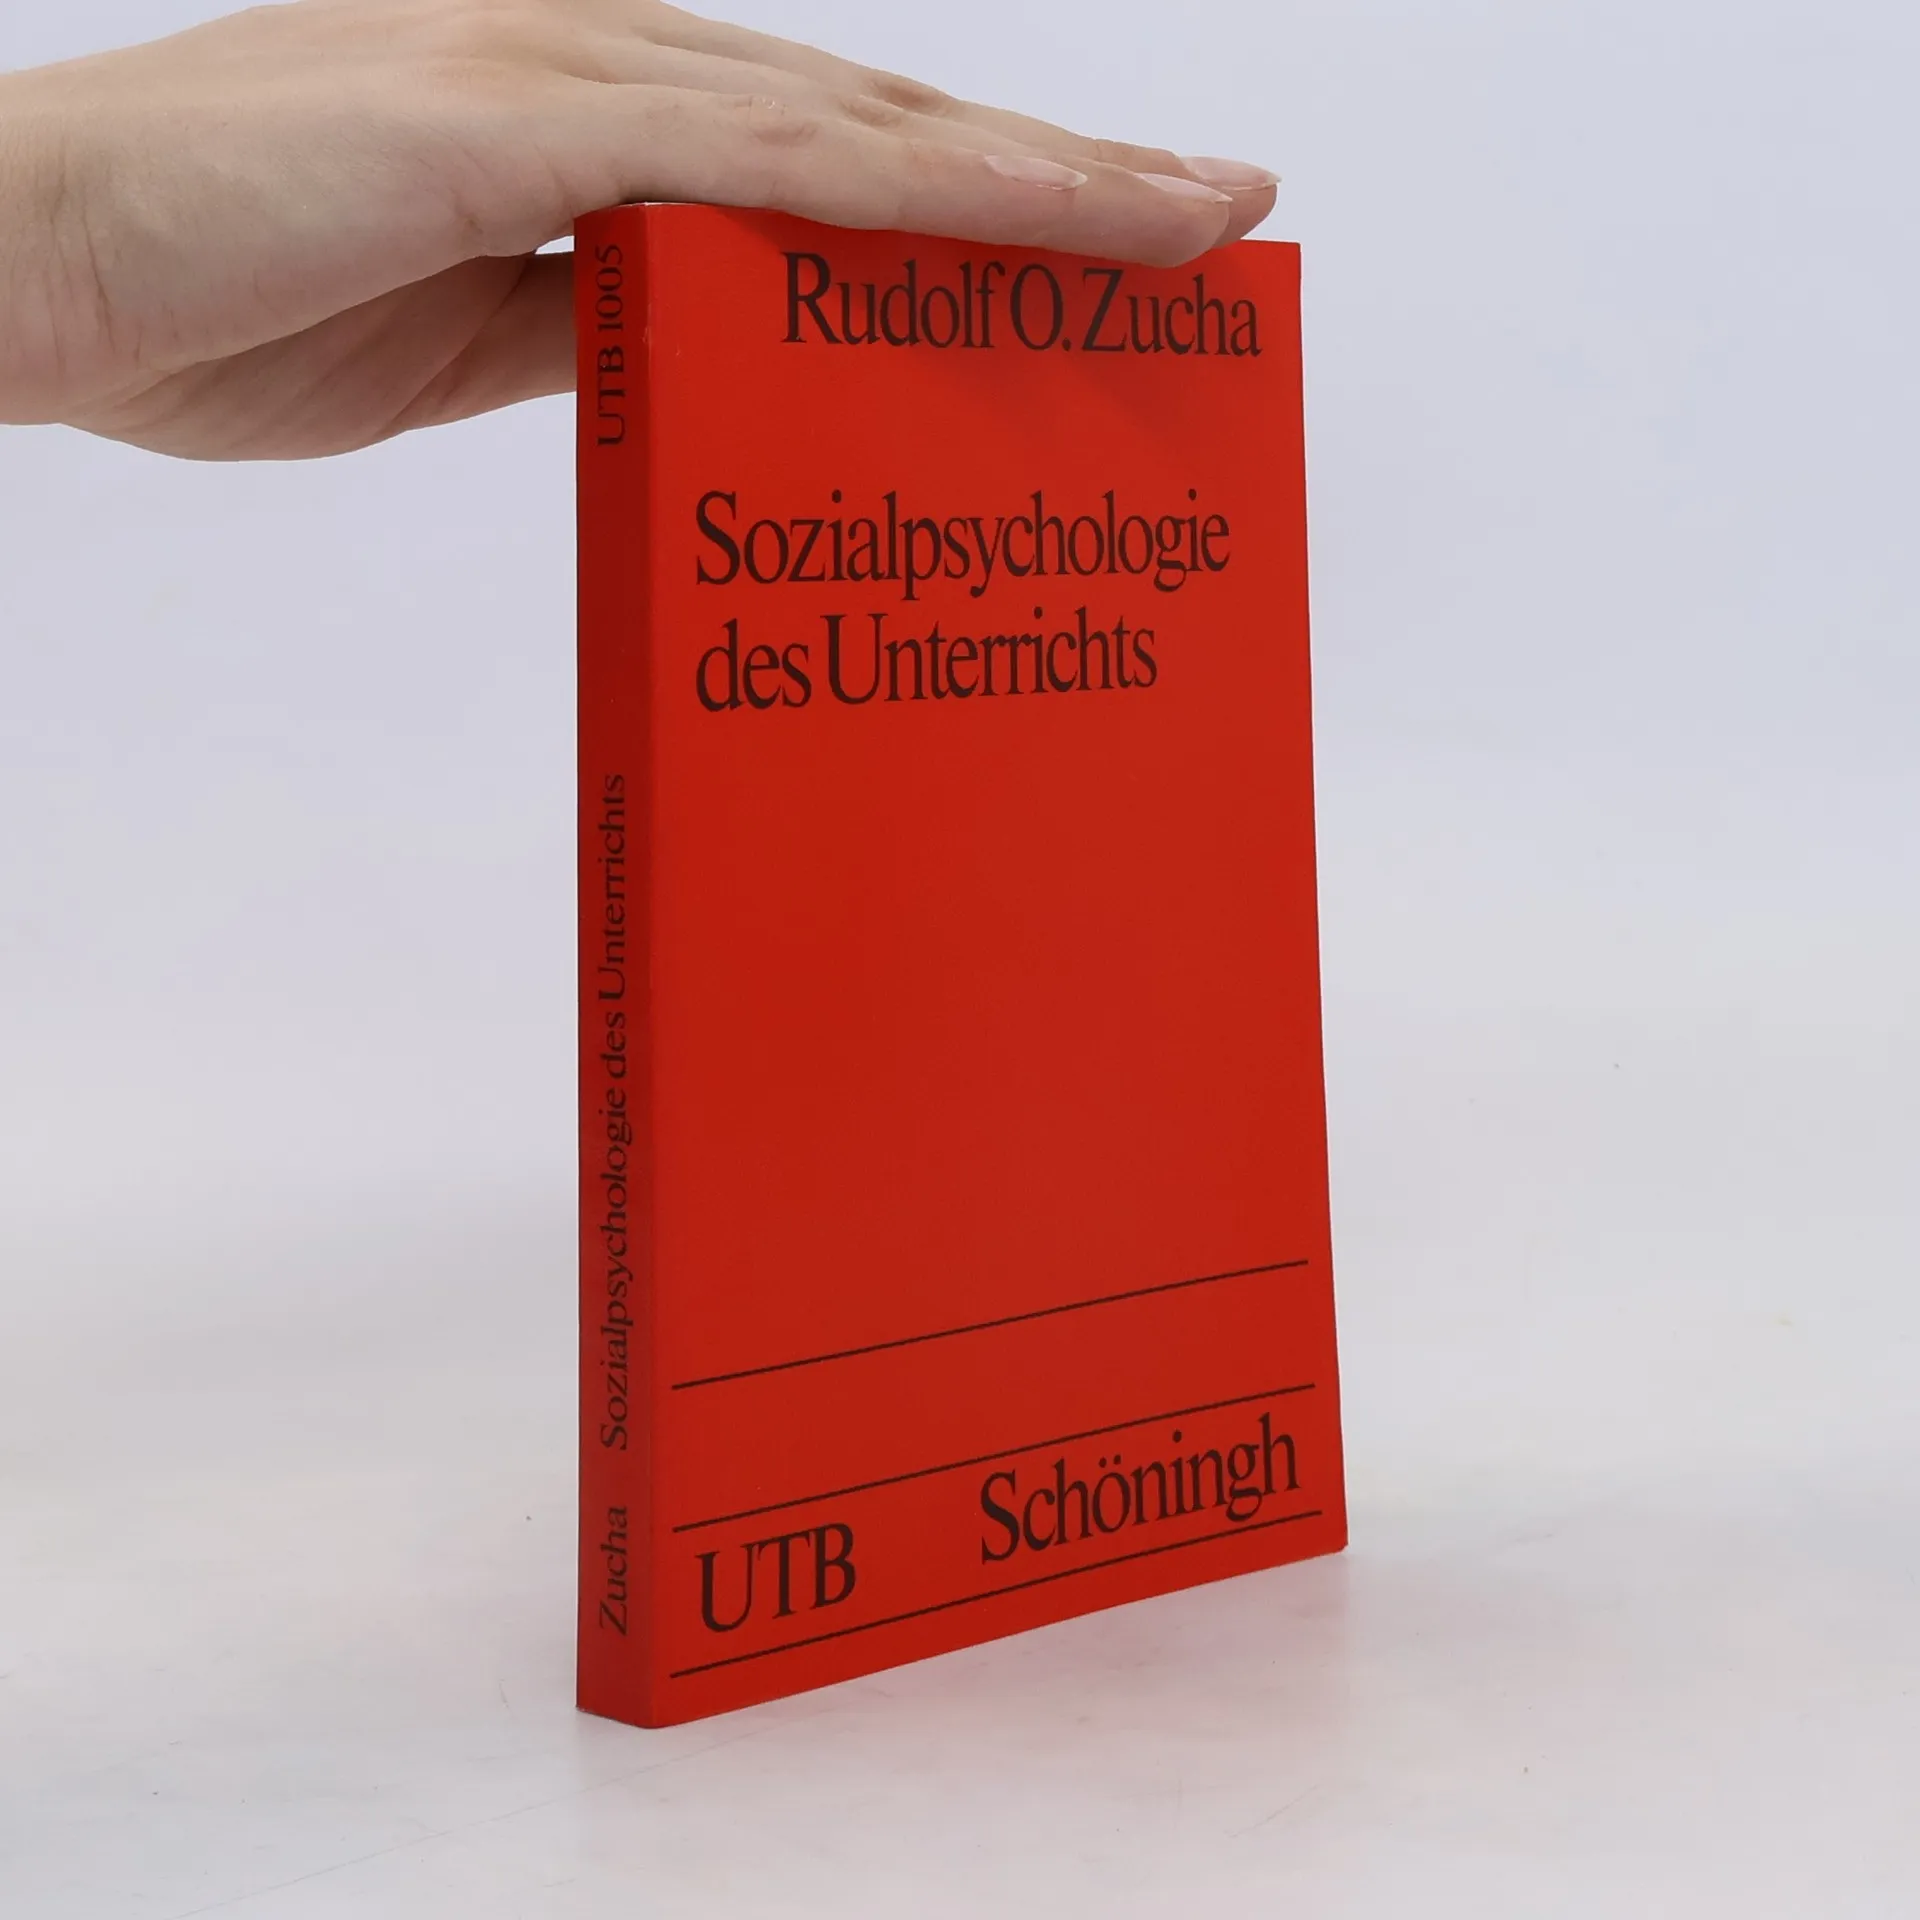 Rudolf O. Zucha
Sozialpsychologie
des Unterrichts
UTB Schöningh
Zucha Sozialpsychologie des Unterrichts UTB 1005